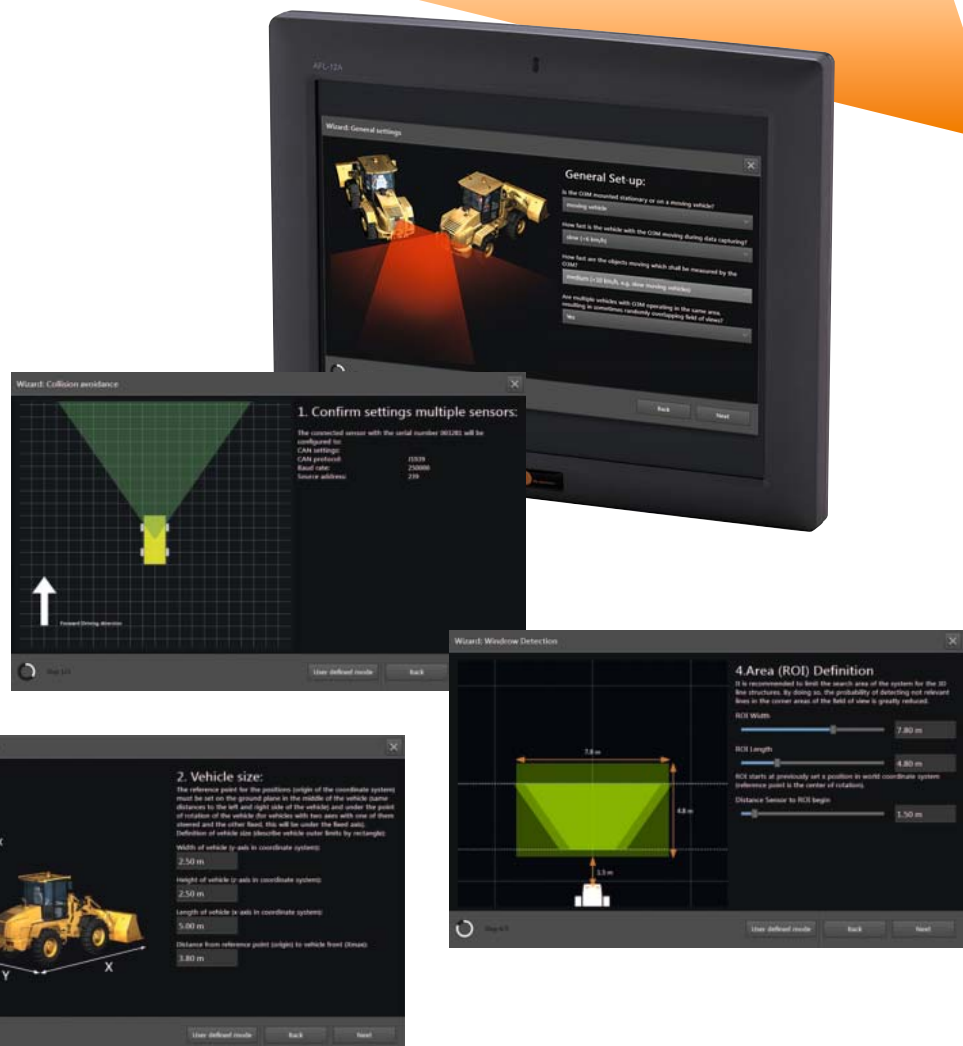 AFL-12A
Wizard: General settings
General Set-up:
Is the O3M mounted stationary or on a moving vehicle?
moving vehicle
How fast is the vehicle with the O3M moving during data capturing?
slow (<6 km/h)
How fast are the objects moving which shall be measured by the
O3M?
medium (<20 km/h, e.g. slow moving vehicles)
Are multiple vehicles with O3M operating in the same area,
resulting in sometimes randomly overlapping field of views?
Yes
Back
Next
Wizard: Collision avoidance
1. Confirm settings multiple sensors:
The connected sensor with the serial number 003281 will be
configured to:
CAN settings:
CAN protocol: J1939
Baud rate: 250000
Source address: 239
Forward Driving direction
User defined mode
Back
Wizard: Windrow Detection
4.Area (ROI) Definition
It is recommended to limit the search area of the system for the 3D
line structures. By doing so, the probability of detecting not relevant
lines in the corner areas of the field of view is greatly reduced.
ROI Width
7.80 m
ROI Length
4.80 m
ROI starts at previously set a position in world coordinate system
(reference point is the center of rotation).
Distance Sensor to ROI begin
1.50 m
7.8 m
4.8 m
1.5 m
User defined mode
Back
Next
2. Vehicle size:
The reference point for the positions (origin of the coordinate system)
must be set on the ground plane in the middle of the vehicle (same
distances to the left and right side of the vehicle) and under the point
of rotation of the vehicle (for vehicles with two axes with one of them
steered and the other fixed, this will be under the fixed axis).
Definition of vehicle size (describe vehicle outer limits by rectangle):
Width of vehicle (y-axis in coordinate system):
2.50 m
Height of vehicle (z-axis in coordinate system):
2.50 m
Length of vehicle (x-axis in coordinate system):
5.00 m
Distance from reference point (origin) to vehicle front (Xmax):
3.80 m
Y
X
User defined mode
Back
Next